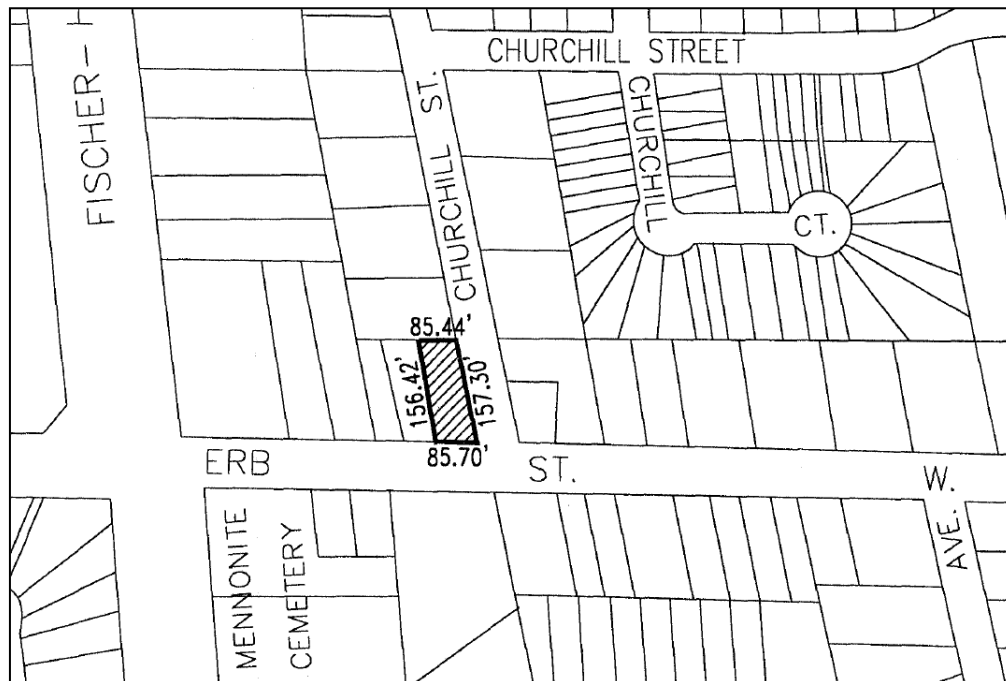 FISCHER-H
CHURCHILL STREET
CHURCHILL ST.
CHURCHILL
CT.
85.44'
156.42'
157.30'
85.70'
ERB ST. W.
AVE.
MENNONITE
CEMETERY